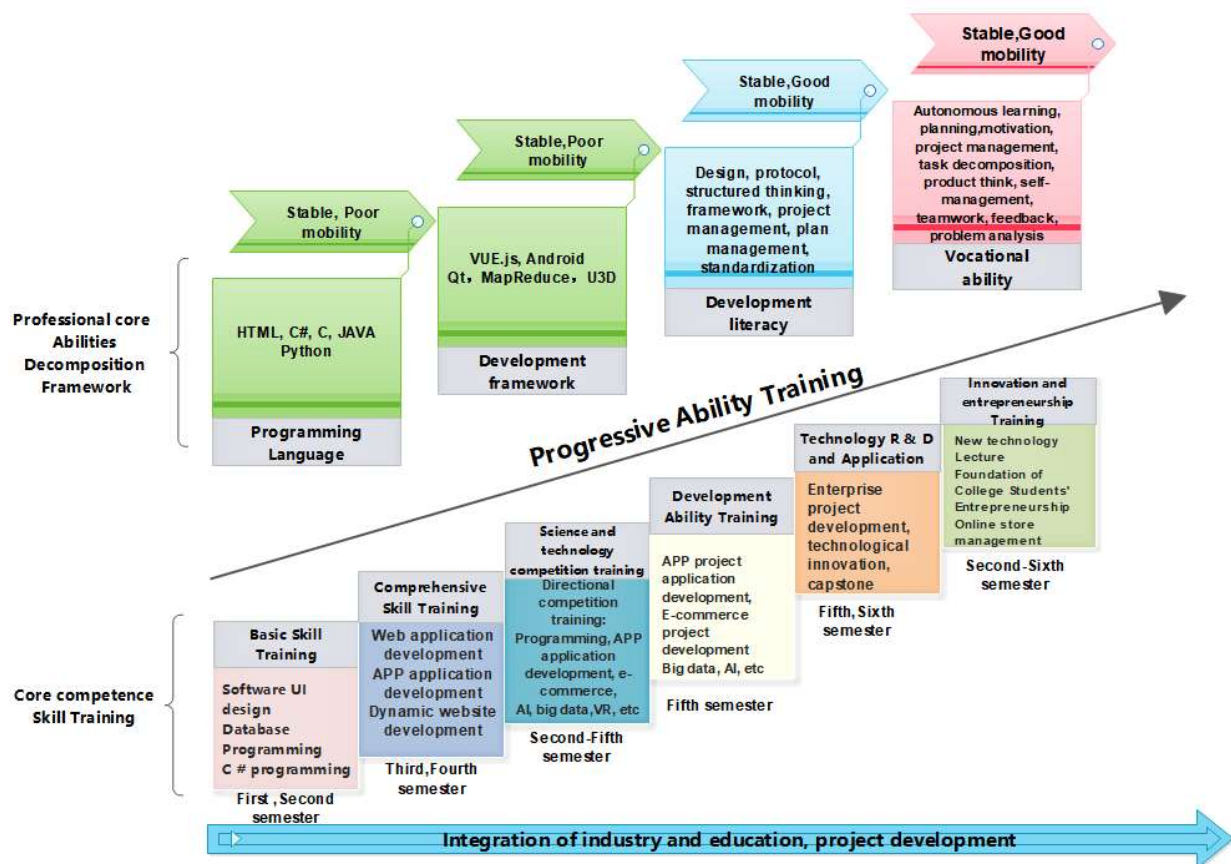 Stable,Good
mobility
Autonomous learning,
planning,motivation,
project management,
task decomposition,
product think, self-
management,
teamwork, feedback,
problem analysis
Vocational
ability
Stable,Good
mobility
Design, protocol,
structured thinking,
framework, project
management, plan
management,
standardization
Development
literacy
Stable,Poor
mobility
VUE.js, Android
Qt，MapReduce，U3D
Development
framework
Stable, Poor
mobility
HTML, C#, C, JAVA
Python
Programming
Language
Professional core
Abilities
Decomposition
Framework
Progressive Ability Training
Core competence
Skill Training
Basic Skill
Training
Software UI
design
Database
Programming
C # programming
First , Second
semester
Comprehensive
Skill Training
Web application
development
APP application
development
Dynamic website
development
Third,Fourth
semester
Science and
technology
competition training
Directional
competition
training:
Programming, APP
application
development, e-
commerce,
AI, big data,VR, etc
Second-Fifth
semester
Development
Ability Training
APP project
application
development,
E-commerce
project
development
Big data, AI, etc
Fifth semester
Technology R & D
and Application
Enterprise
project
development,
technological
innovation,
capstone
Fifth, Sixth
semester
Innovation and
entrepreneurship
Training
New technology
Lecture
Foundation of
College Students'
Entrepreneurship
Online store
management
Second-Sixth
semester
Integration of industry and education, project development